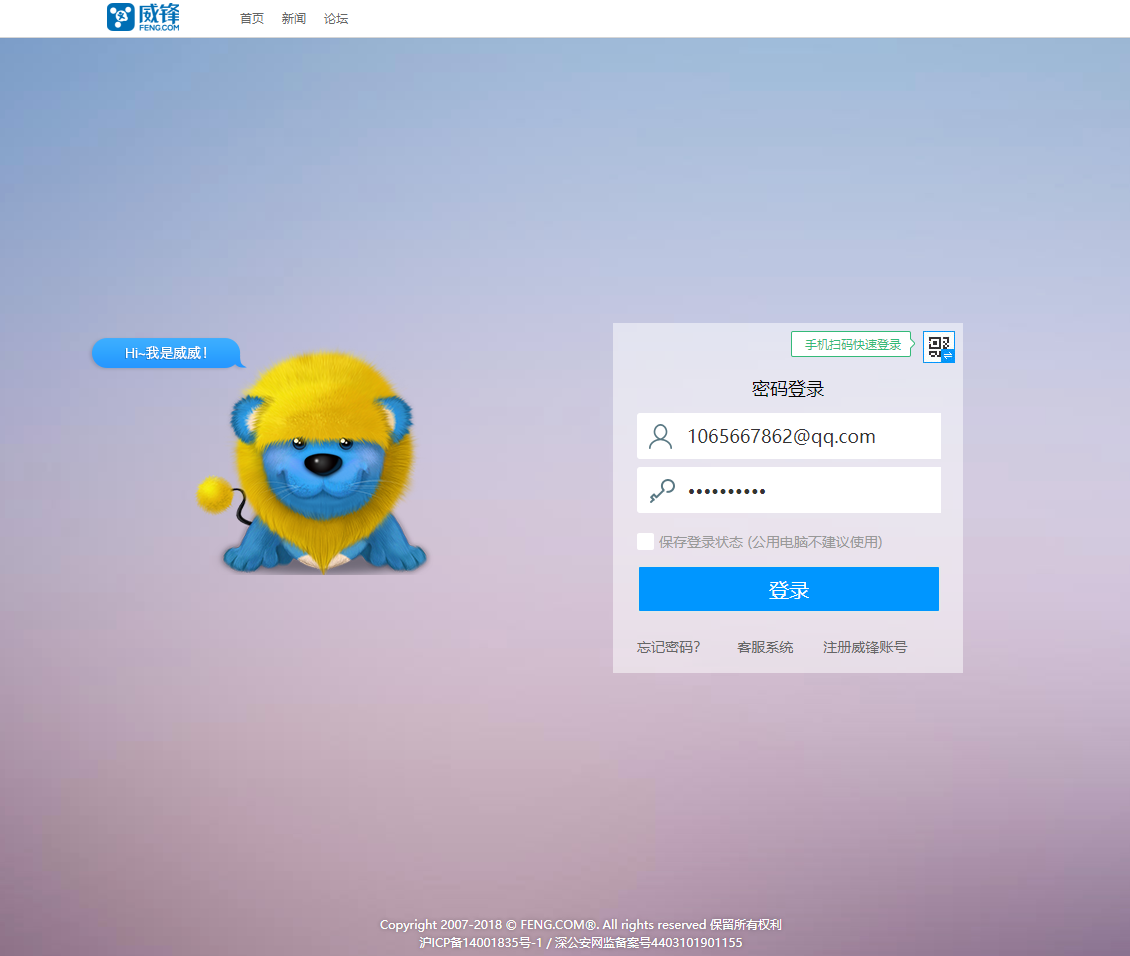 威锋
FENG.COM
首页 新闻 论坛
Hi~我是威威！
手机扫码快速登录
密码登录
1065667862@qq.com
••••••••••
保存登录状态 (公用电脑不建议使用)
登录
忘记密码？ 客服系统 注册威锋账号
Copyright 2007-2018 © FENG.COM®. All rights reserved 保留所有权利
沪ICP备14001835号-1 / 深公安网监备案号4403101901155